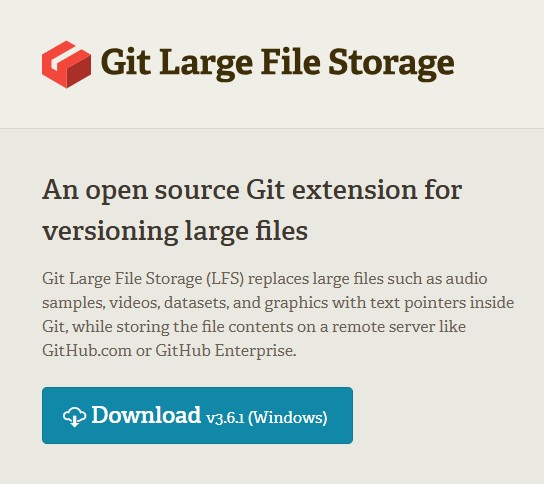 Git Large File Storage
An open source Git extension for
versioning large files
Git Large File Storage (LFS) replaces large files such as audio
samples, videos, datasets, and graphics with text pointers inside
Git, while storing the file contents on a remote server like
GitHub.com or GitHub Enterprise.
Download v3.6.1 (Windows)